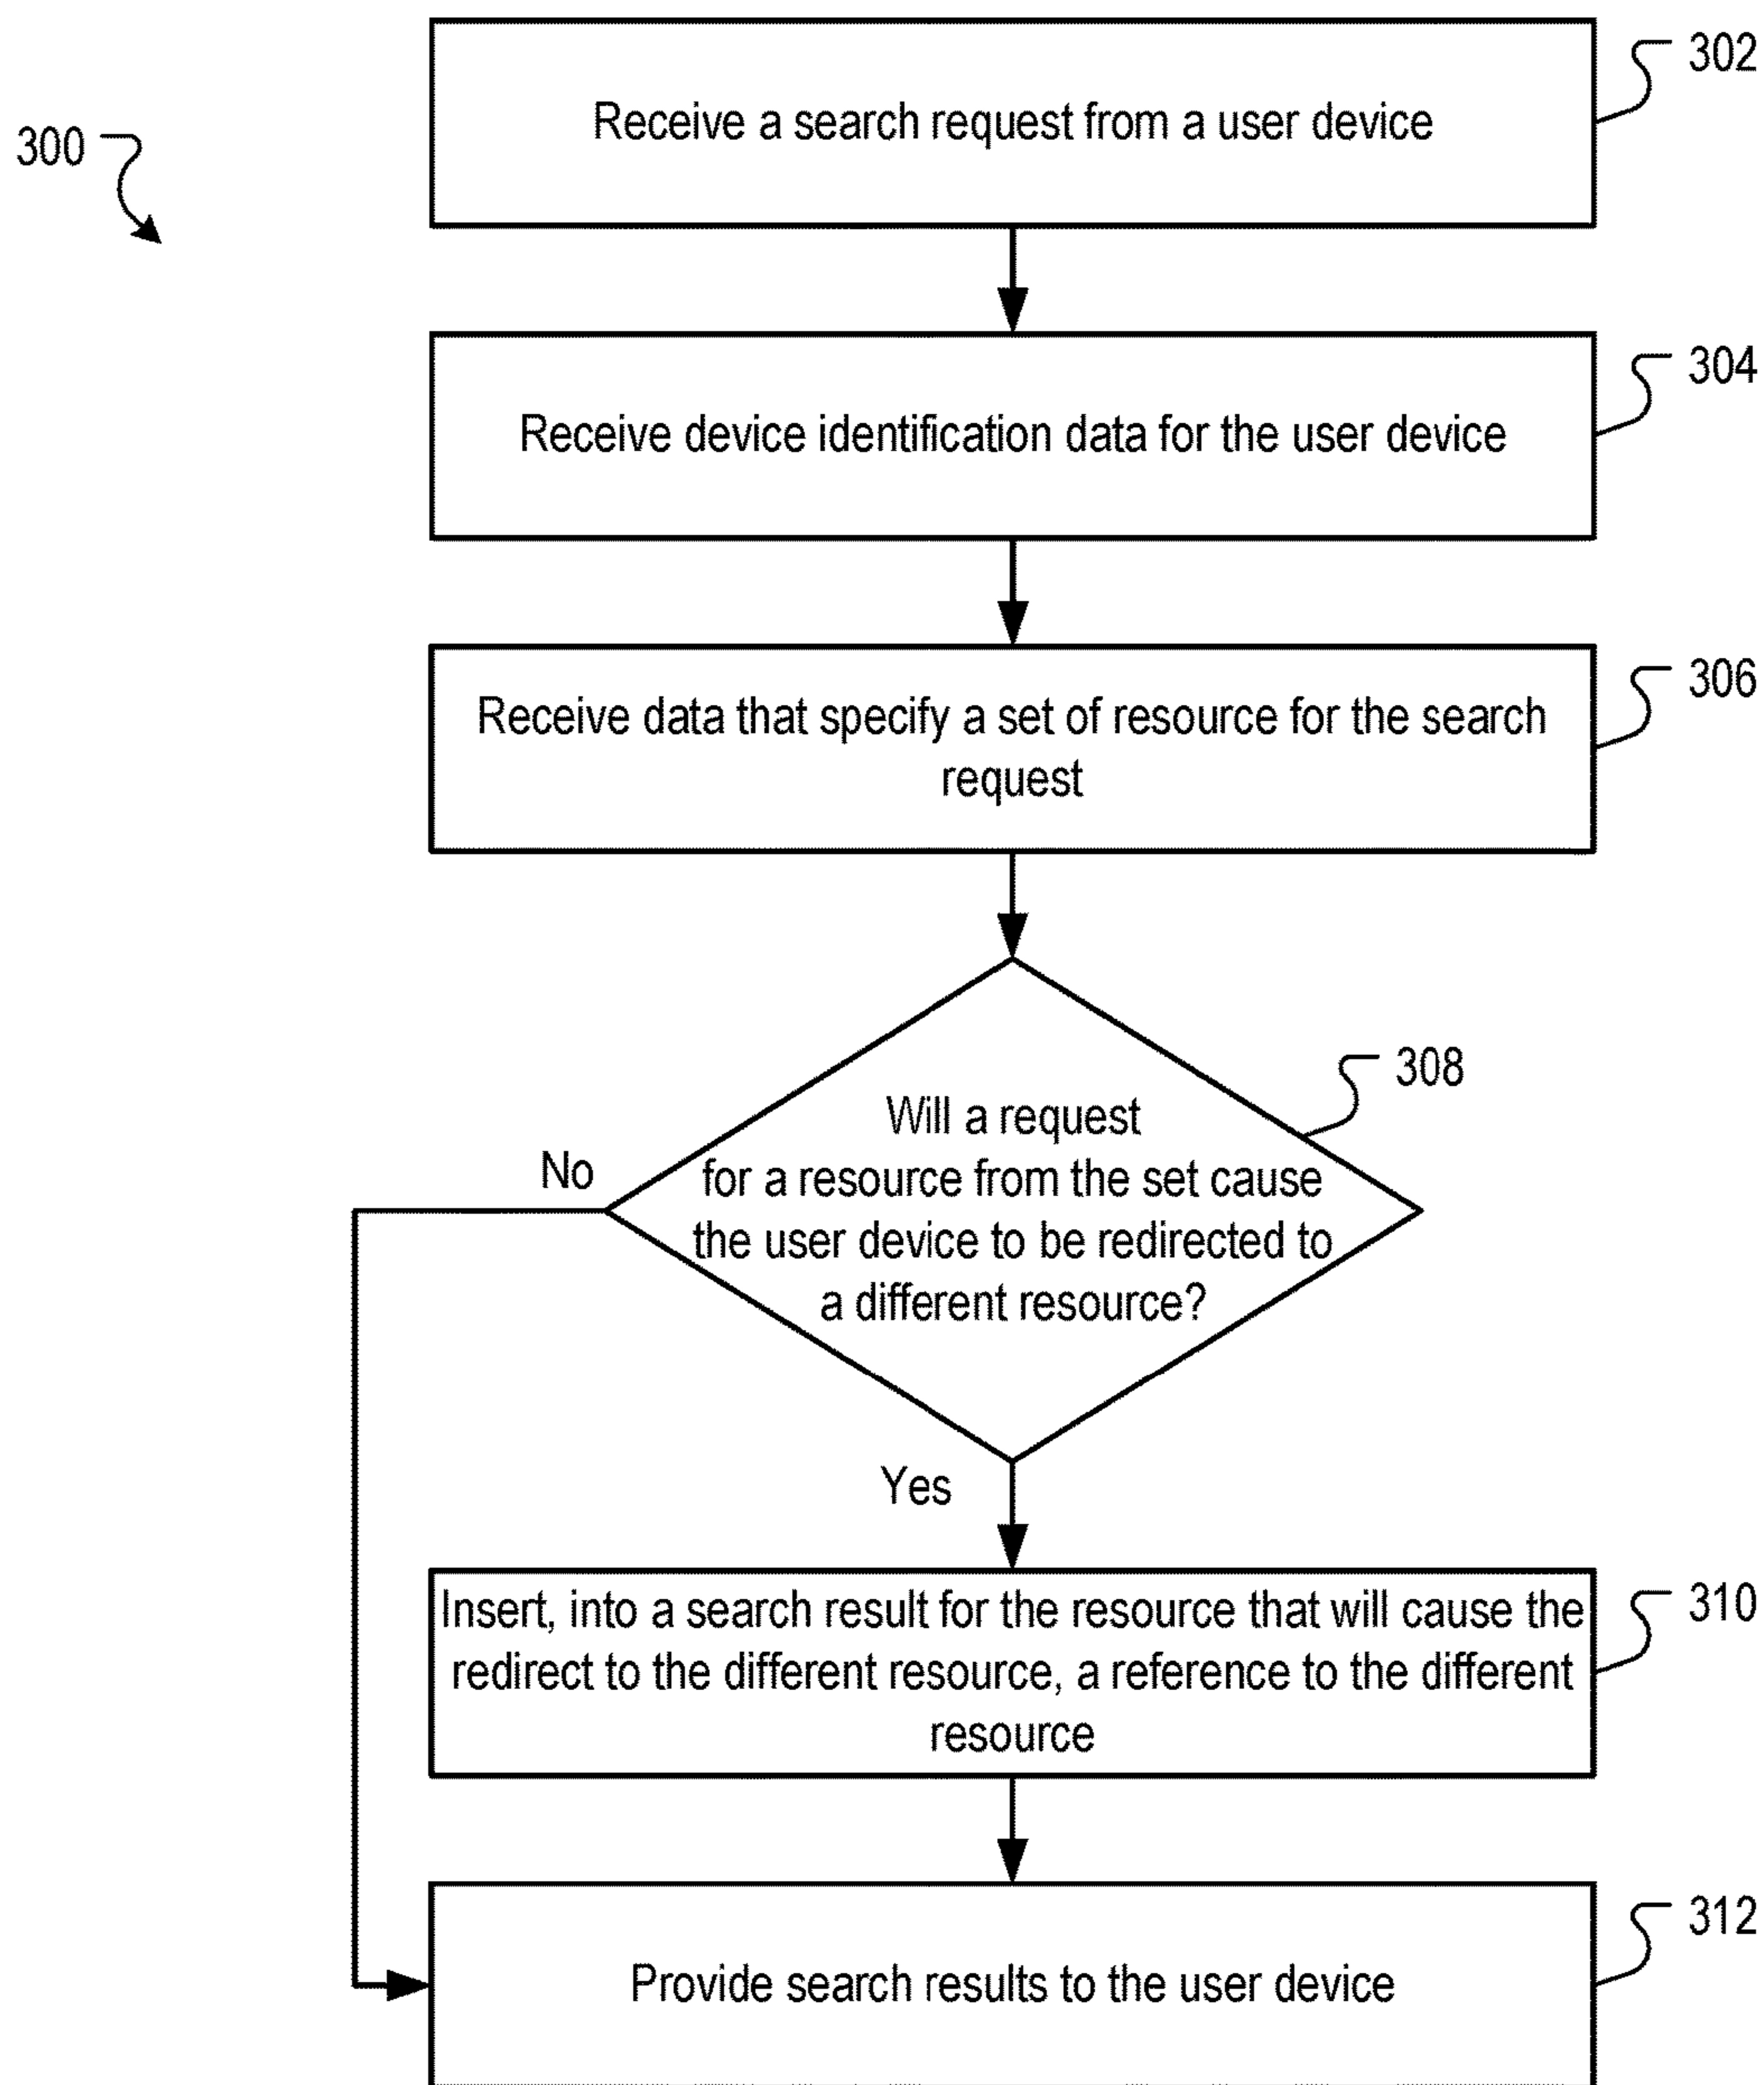 302
300
Receive a search request from a user device
304
Receive device identification data for the user device
306
Receive data that specify a set of resource for the search
request
308
Will a request
for a resource from the set cause
the user device to be redirected to
a different resource?
No
Yes
310
Insert, into a search result for the resource that will cause the
redirect to the different resource, a reference to the different
resource
312
Provide search results to the user device